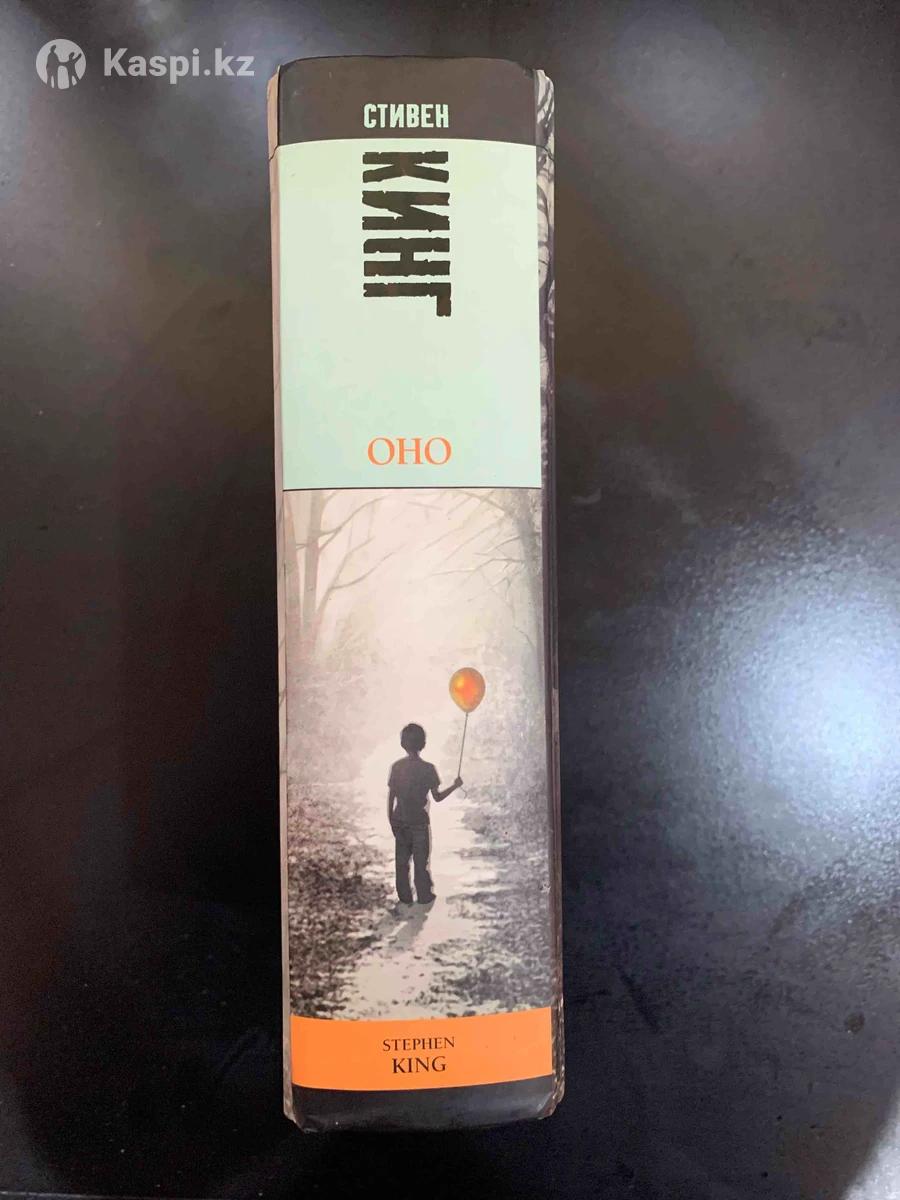 Kaspi.kz
СТИВЕН
КИНГ
ОНО
STEPHEN
KING